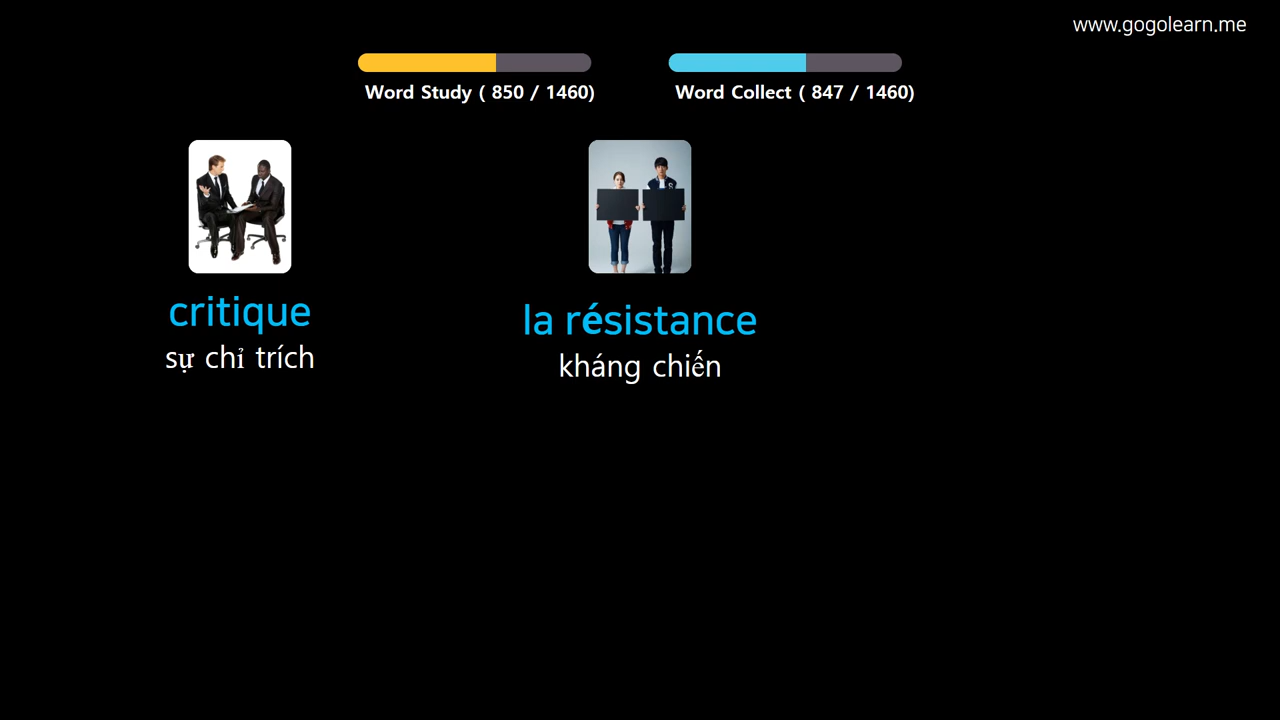 www.gogolearn.me
Word Study ( 850 / 1460)
Word Collect ( 847 / 1460)
critique
sự chỉ trích
la résistance
kháng chiến